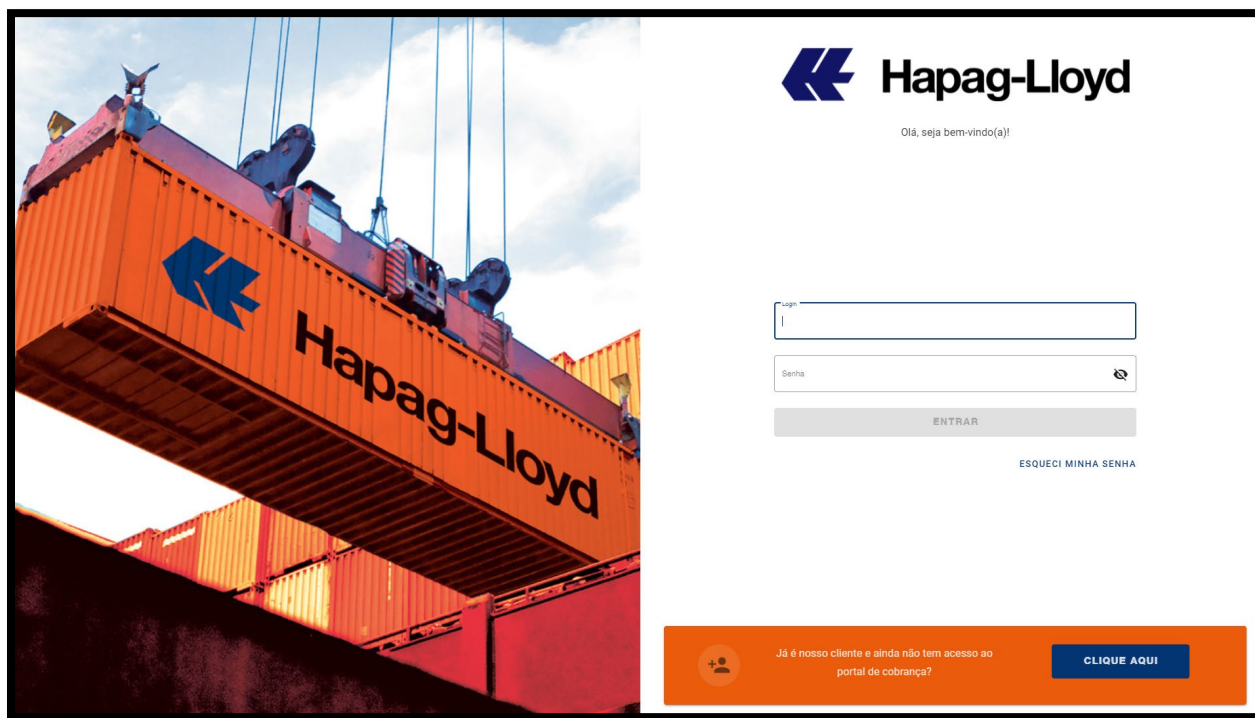 Hapag-Lloyd
Hapag-Lloyd
Olá, seja bem-vindo(a)!
Login
Senha
ENTRAR
ESQUECI MINHA SENHA
Já é nosso cliente e ainda não tem acesso ao
portal de cobrança?
CLIQUE AQUI